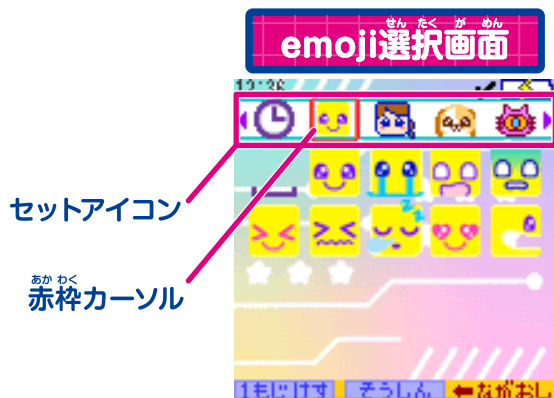 emoji選択画面
せんたくがめん
セットアイコン
あかわく
赤枠カーソル
1もじけす そうしん ←ながおし